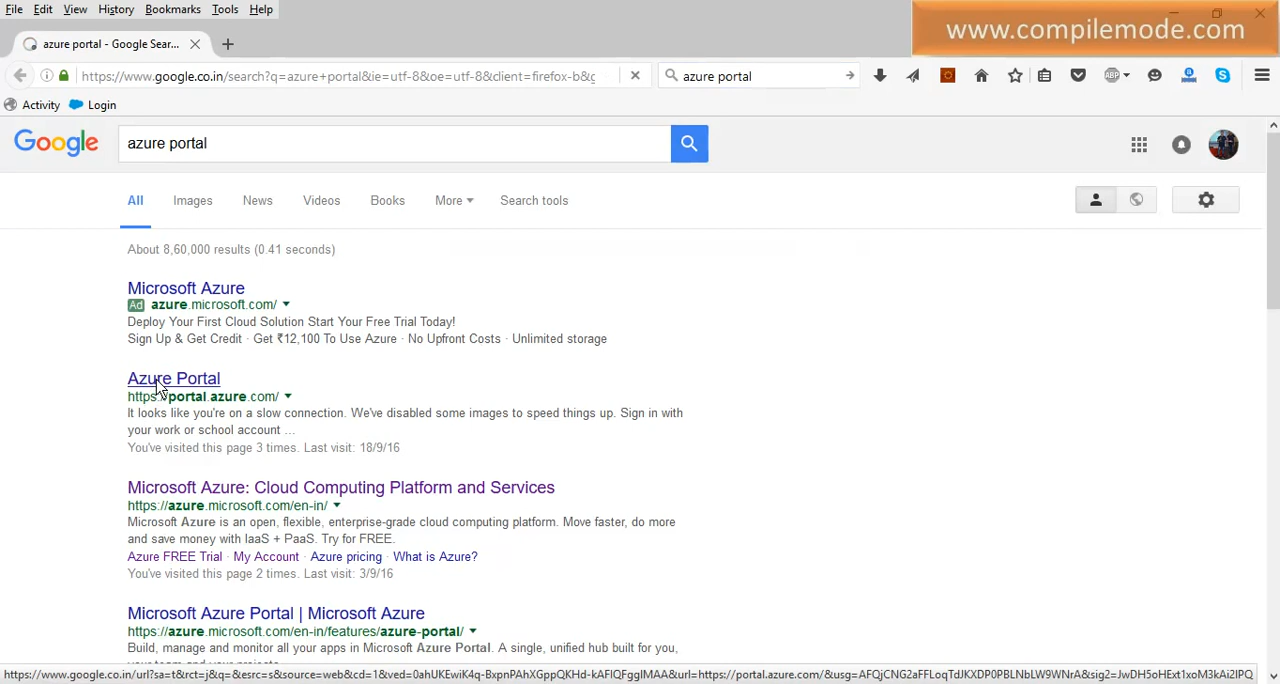 File Edit View History Bookmarks Tools Help
www.compilemode.com
azure portal - Google Sear...
https://www.google.co.in/search?q=azure+portal&ie=utf-8&oe=utf-8&client=firefox-b&g
azure portal
ABP
Activity Login
Google azure portal
All Images News Videos Books More Search tools
About 8,60,000 results (0.41 seconds)
Microsoft Azure
Ad azure.microsoft.com/
Deploy Your First Cloud Solution Start Your Free Trial Today!
Sign Up & Get Credit · Get ₹12,100 To Use Azure · No Upfront Costs · Unlimited storage
Azure Portal
https://portal.azure.com/
It looks like you're on a slow connection. We've disabled some images to speed things up. Sign in with
your work or school account ...
You've visited this page 3 times. Last visit: 18/9/16
Microsoft Azure: Cloud Computing Platform and Services
https://azure.microsoft.com/en-in/
Microsoft Azure is an open, flexible, enterprise-grade cloud computing platform. Move faster, do more
and save money with IaaS + PaaS. Try for FREE.
Azure FREE Trial · My Account · Azure pricing · What is Azure?
You've visited this page 2 times. Last visit: 3/9/16
Microsoft Azure Portal | Microsoft Azure
https://azure.microsoft.com/en-in/features/azure-portal/
Build, manage and monitor all your apps in Microsoft Azure Portal. A single, unified hub built for you,